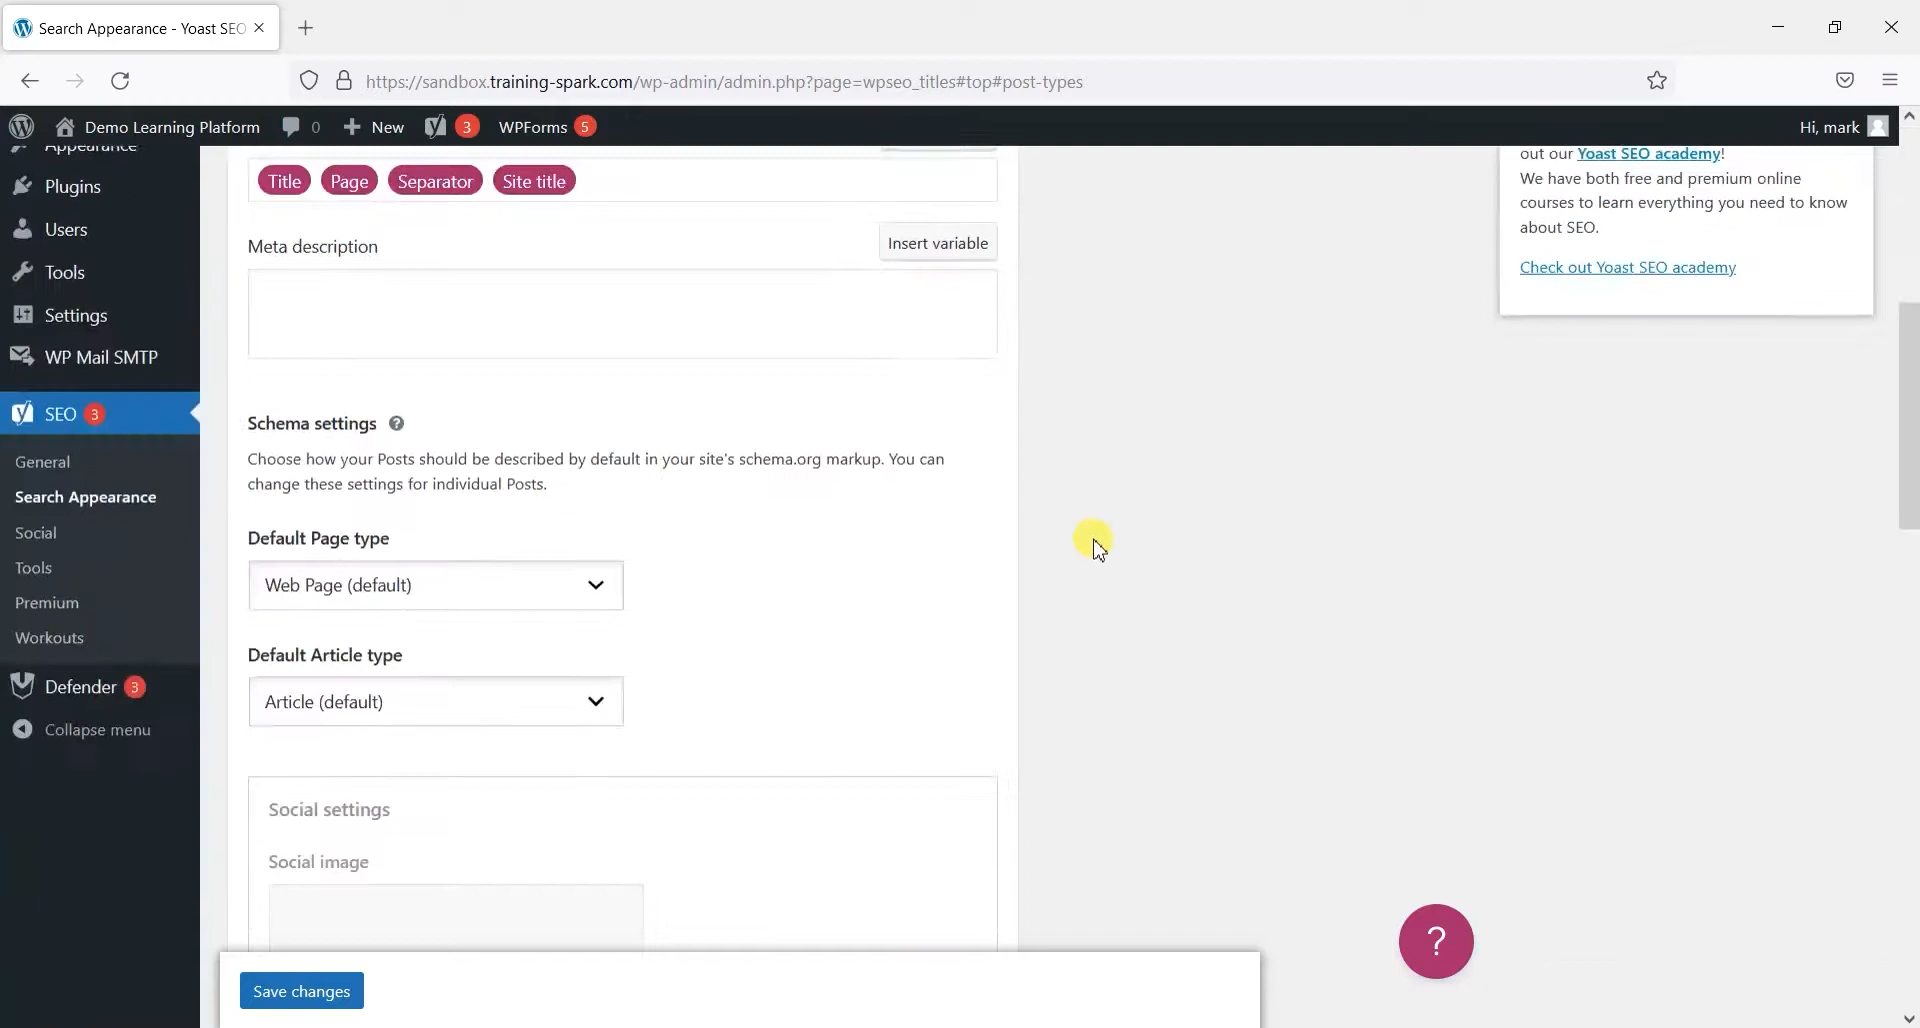 Search Appearance - Yoast SEO
https://sandbox.training-spark.com/wp-admin/admin.php?page=wpseo_titles#top#post-types
Demo Learning Platform 0 New 3 WPForms 5 Hi, mark
Appearance
Plugins
Users
Tools
Settings
WP Mail SMTP
SEO 3
General
Search Appearance
Social
Tools
Premium
Workouts
Defender 3
Collapse menu
Title Page Separator Site title
Meta description Insert variable
Schema settings ?
Choose how your Posts should be described by default in your site's schema.org markup. You can
change these settings for individual Posts.
Default Page type
Web Page (default)
Default Article type
Article (default)
Social settings
Social image
Save changes
out our Yoast SEO academy!
We have both free and premium online
courses to learn everything you need to know
about SEO.
Check out Yoast SEO academy
?